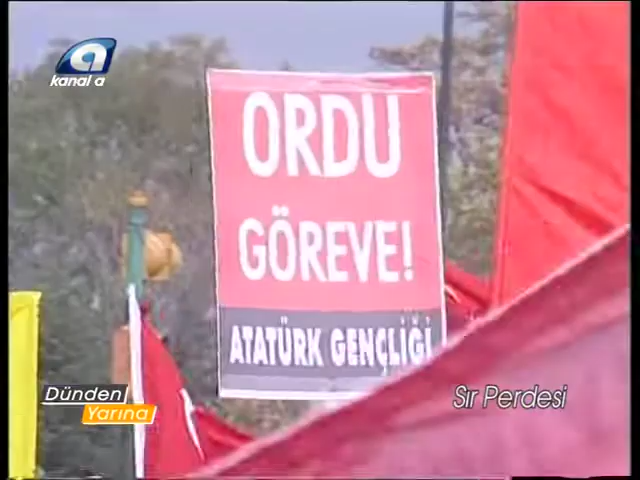 kanal a
ORDU
GÖREVE!
ATATÜRK GENÇLİĞİ
Dünden
Yarına
Sır Perdesi